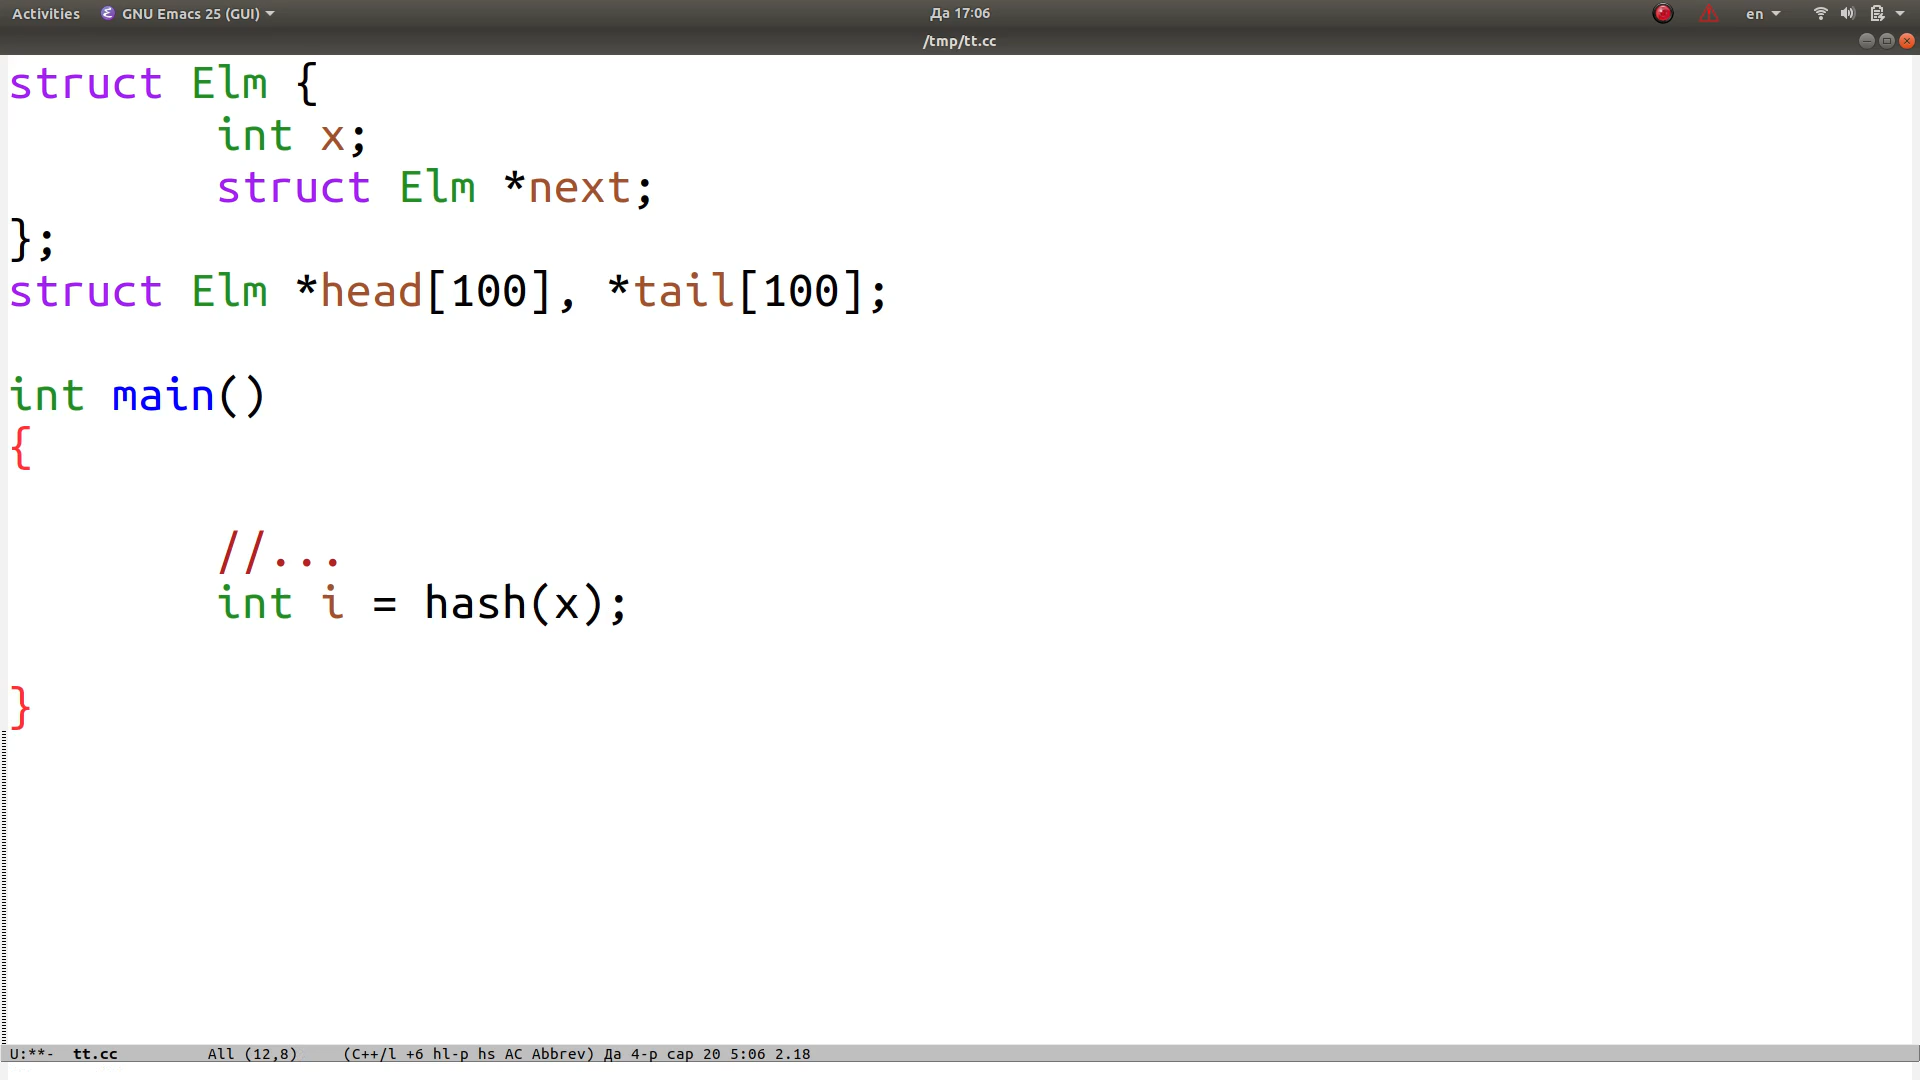 Activities GNU Emacs 25 (GUI) Да 17:06 en
/tmp/tt.cc
struct Elm {
int x;
struct Elm *next;
};
struct Elm *head[100], *tail[100];
int main()
{
//...
int i = hash(x);
}
U:**- tt.cc All (12,8) (C++/l +6 hl-p hs AC Abbrev) Да 4-р сар 20 5:06 2.18